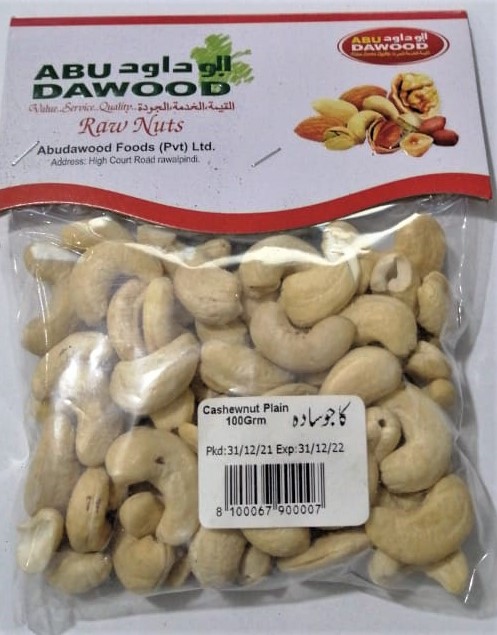 ABU ابو داود
DAWOOD
Value..Service..Quality.. القيمة،الخدمة،الجودة
Raw Nuts
Abudawood Foods (Pvt) Ltd.
Address: High Court Road rawalpindi.
ABU ابو داود
DAWOOD
Cashewnut Plain
100Grm
کاجو ساده
Pkd:31/12/21 Exp:31/12/22
8 100067 900007